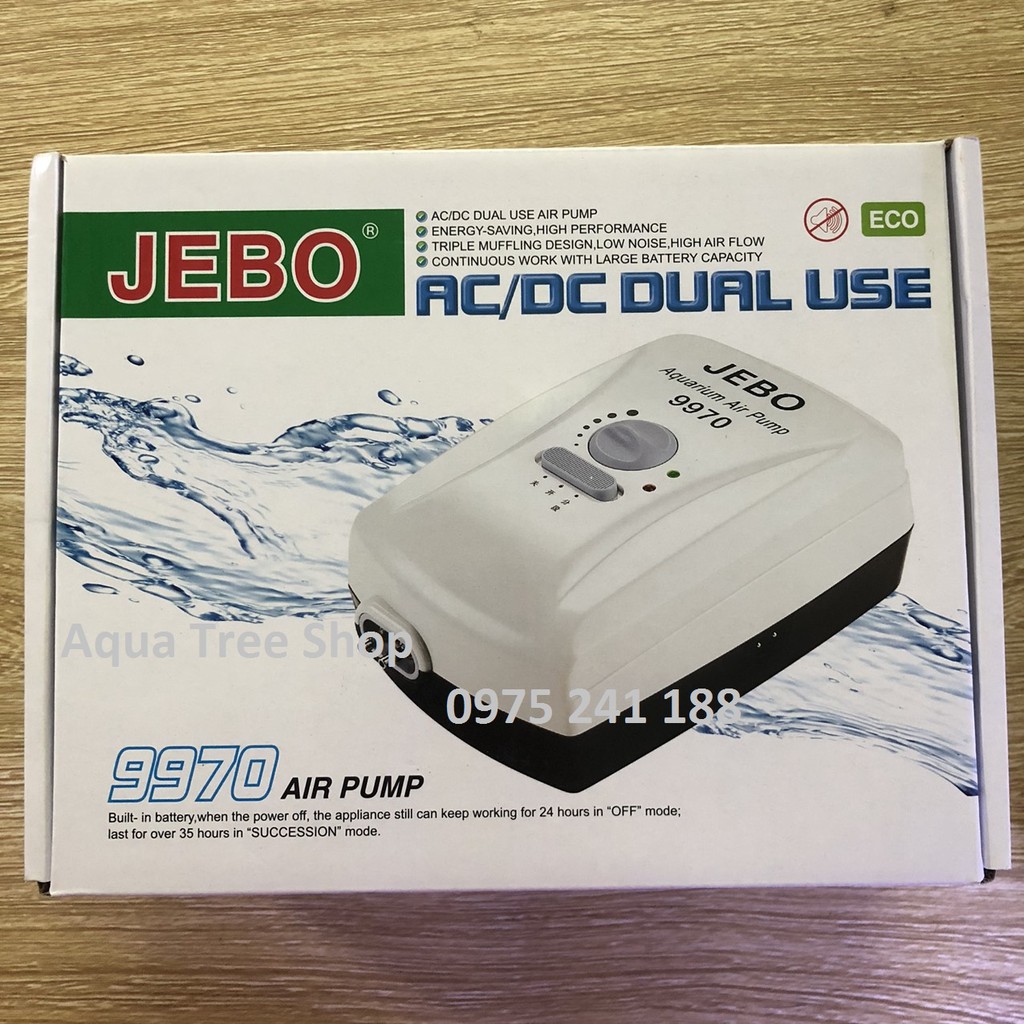 JEBO®
AC/DC DUAL USE AIR PUMP
ENERGY-SAVING,HIGH PERFORMANCE
TRIPLE MUFFLING DESIGN,LOW NOISE,HIGH AIR FLOW
CONTINUOUS WORK WITH LARGE BATTERY CAPACITY
ECO
AC/DC DUAL USE
JEBO
Aquarium Air Pump
9970
Aqua Tree Shop
0975 241 188
9970 AIR PUMP
Built- in battery,when the power off, the appliance still can keep working for 24 hours in “OFF” mode;
last for over 35 hours in “SUCCESSION” mode.